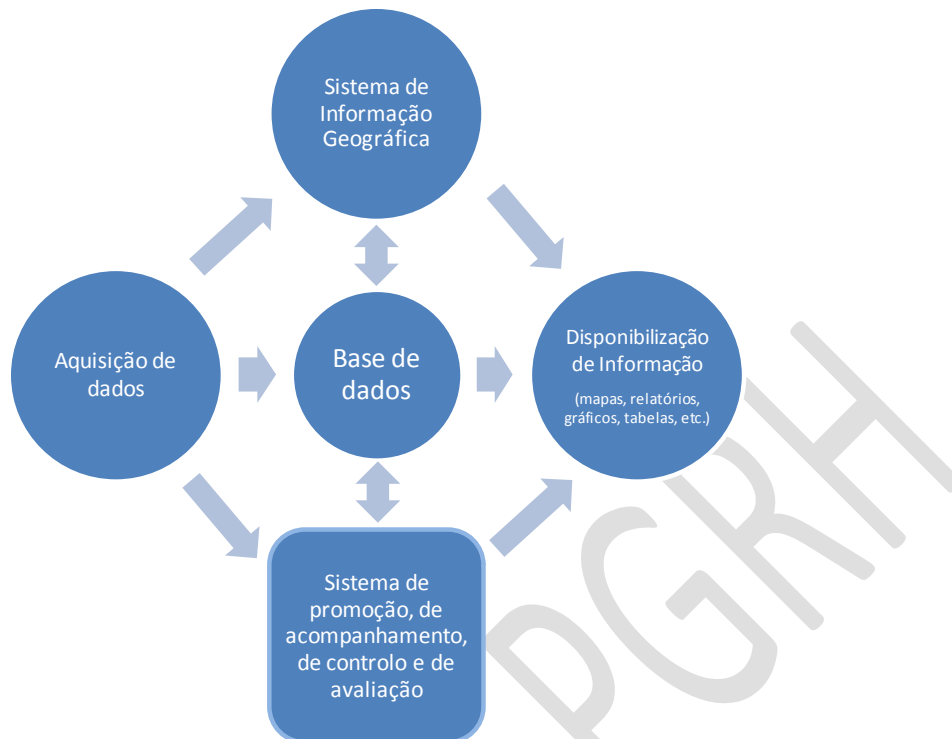 Sistema de
Informação
Geográfica
Aquisição de
dados
Base de
dados
Disponibilização
de Informação
(mapas, relatórios,
gráficos, tabelas, etc.)
Sistema de
promoção, de
acompanhamento,
de controlo e de
avaliação
PGRH